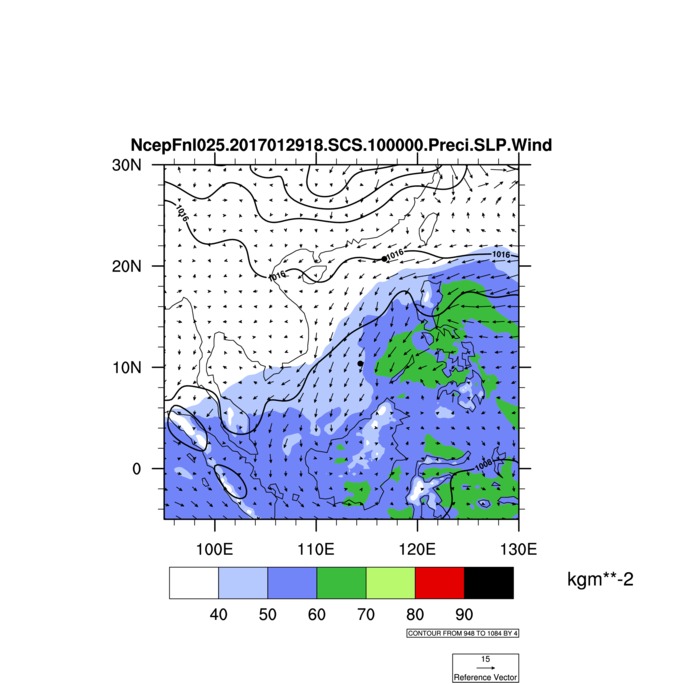 NcepFnl025.2017012918.SCS.100000.Preci.SLP.Wind
30N
1016
1016
1016
1016
20N
10N
0
1008
100E 110E 120E 130E
kgm**-2
40 50 60 70 80 90
CONTOUR FROM 948 TO 1084 BY 4
15
Reference Vector